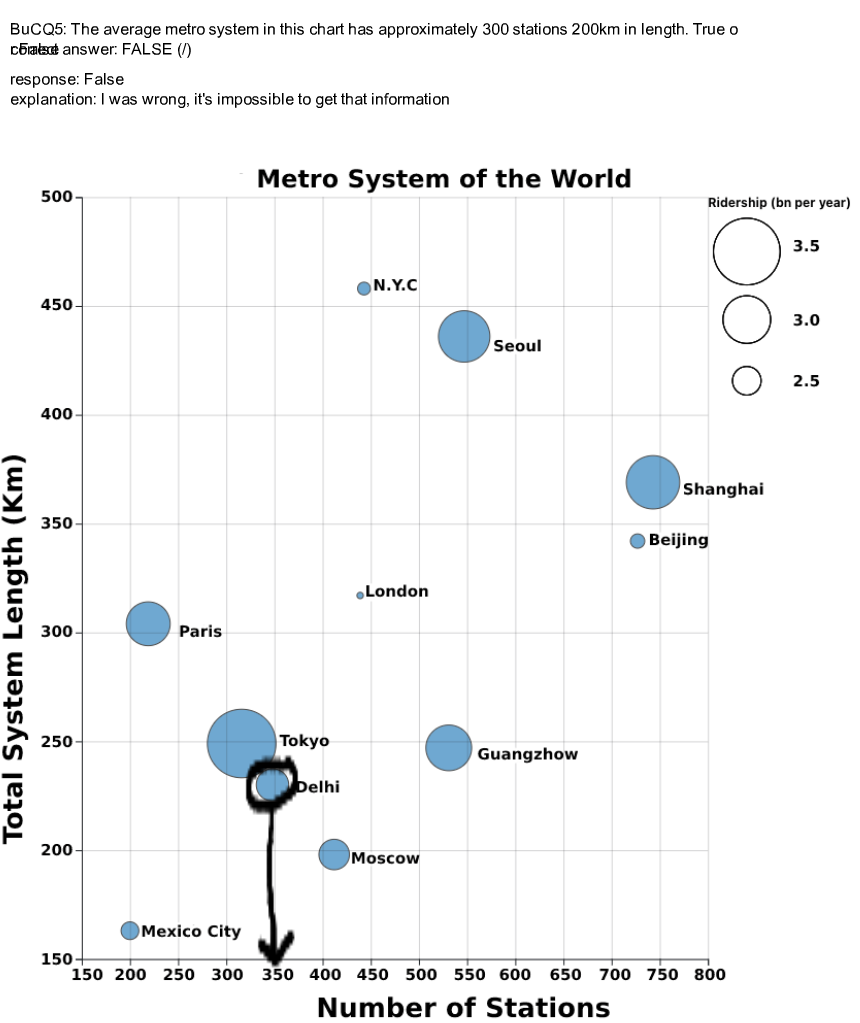 BuCQ5: The average metro system in this chart has approximately 300 stations 200km in length. True o
r False
correct answer: FALSE (/)
response: False
explanation: I was wrong, it's impossible to get that information
Metro System of the World
Ridership (bn per year)
3.5
3.0
2.5
500
450
400
350
300
250
200
150
Total System Length (Km)
N.Y.C
Seoul
Shanghai
Beijing
London
Paris
Tokyo
Guangzhow
Delhi
Moscow
Mexico City
150 200 250 300 350 400 450 500 550 600 650 700 750 800
Number of Stations